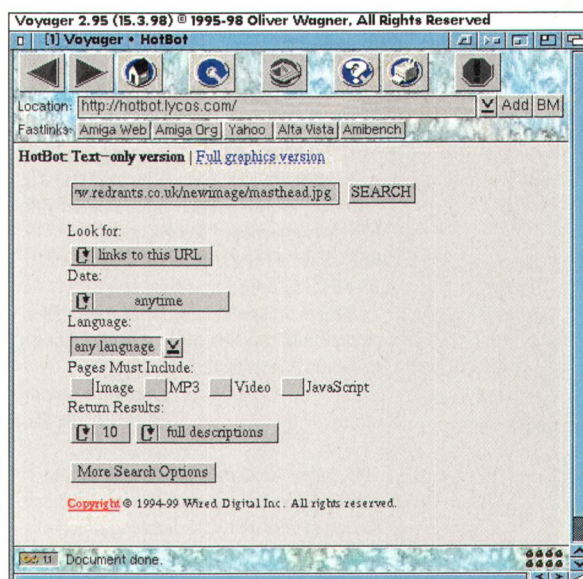 Voyager 2.95 (15.3.98) © 1995-98 Oliver Wagner, All Rights Reserved
[1] Voyager • HotBot
Location: http://hotbot.lycos.com/ Add BM
Fastlinks: Amiga Web Amiga Org Yahoo Alta Vista Amibench
HotBot: Text-only version | Full graphics version
w.redrants.co.uk/newimage/masthead.jpg SEARCH
Look for:
links to this URL
Date:
anytime
Language:
any language
Pages Must Include:
Image MP3 Video JavaScript
Return Results:
10 full descriptions
More Search Options
Copyright © 1994-99 Wired Digital Inc. All rights reserved.
Document done.